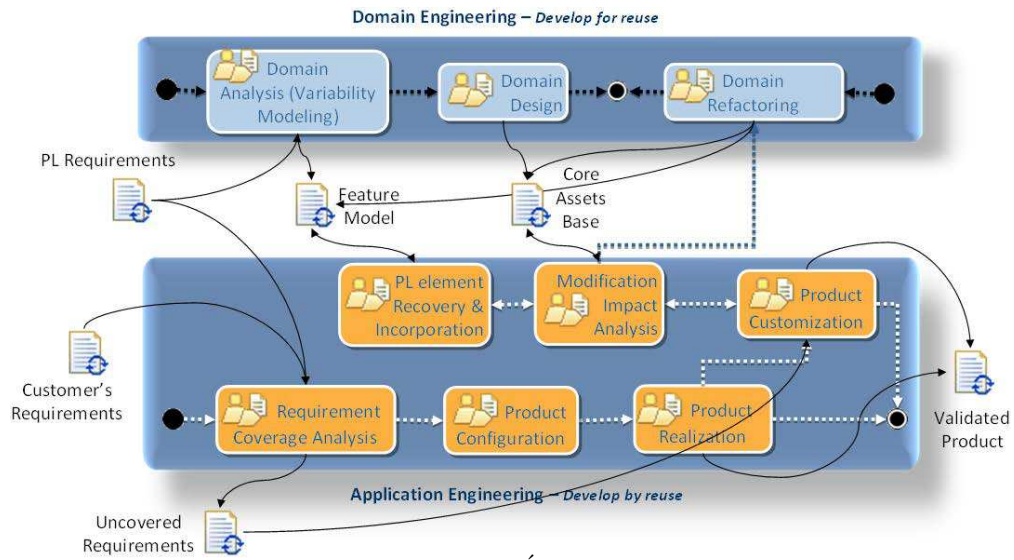 Domain Engineering – Develop for reuse
Domain
Analysis (Variability
Modeling)
Domain
Design
Domain
Refactoring
PL Requirements
Feature
Model
Core
Assets
Base
PL element
Recovery &
Incorporation
Modification
Impact
Analysis
Product
Customization
Customer's
Requirements
Requirement
Coverage Analysis
Product
Configuration
Product
Realization
Validated
Product
Application Engineering – Develop by reuse
Uncovered
Requirements